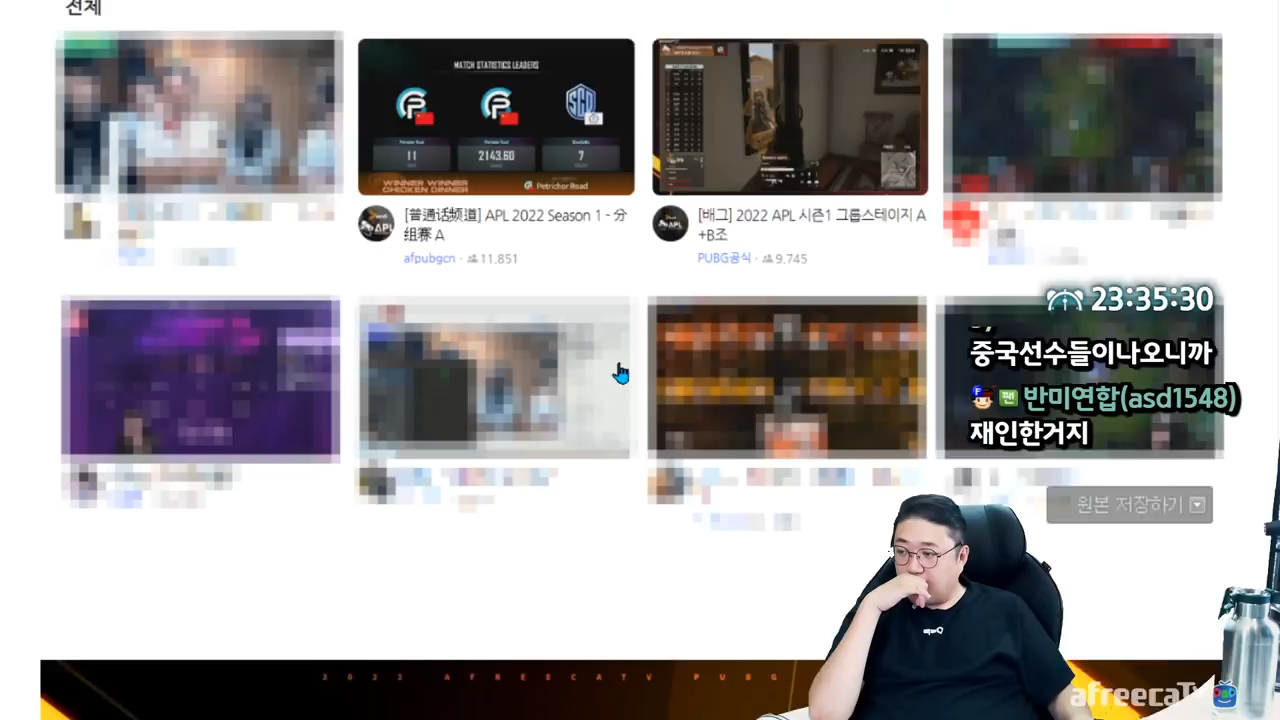 전체
MATCH STATISTICS LEADERS
11
2143.60
7
WINNER WINNER
CHICKEN DINNER
Petrichor Road
[普通话频道] APL 2022 Season 1 - 分
组赛 A
afpubgcn · 11,851
[배그] 2022 APL 시즌1 그룹스테이지 A
+B조
PUBG공식 · 9,745
23:35:30
중국선수들이나오니까
반미연합(asd1548)
재인한거지
원본 저장하기
2022 AFREECATV PUBG
afreecaTV